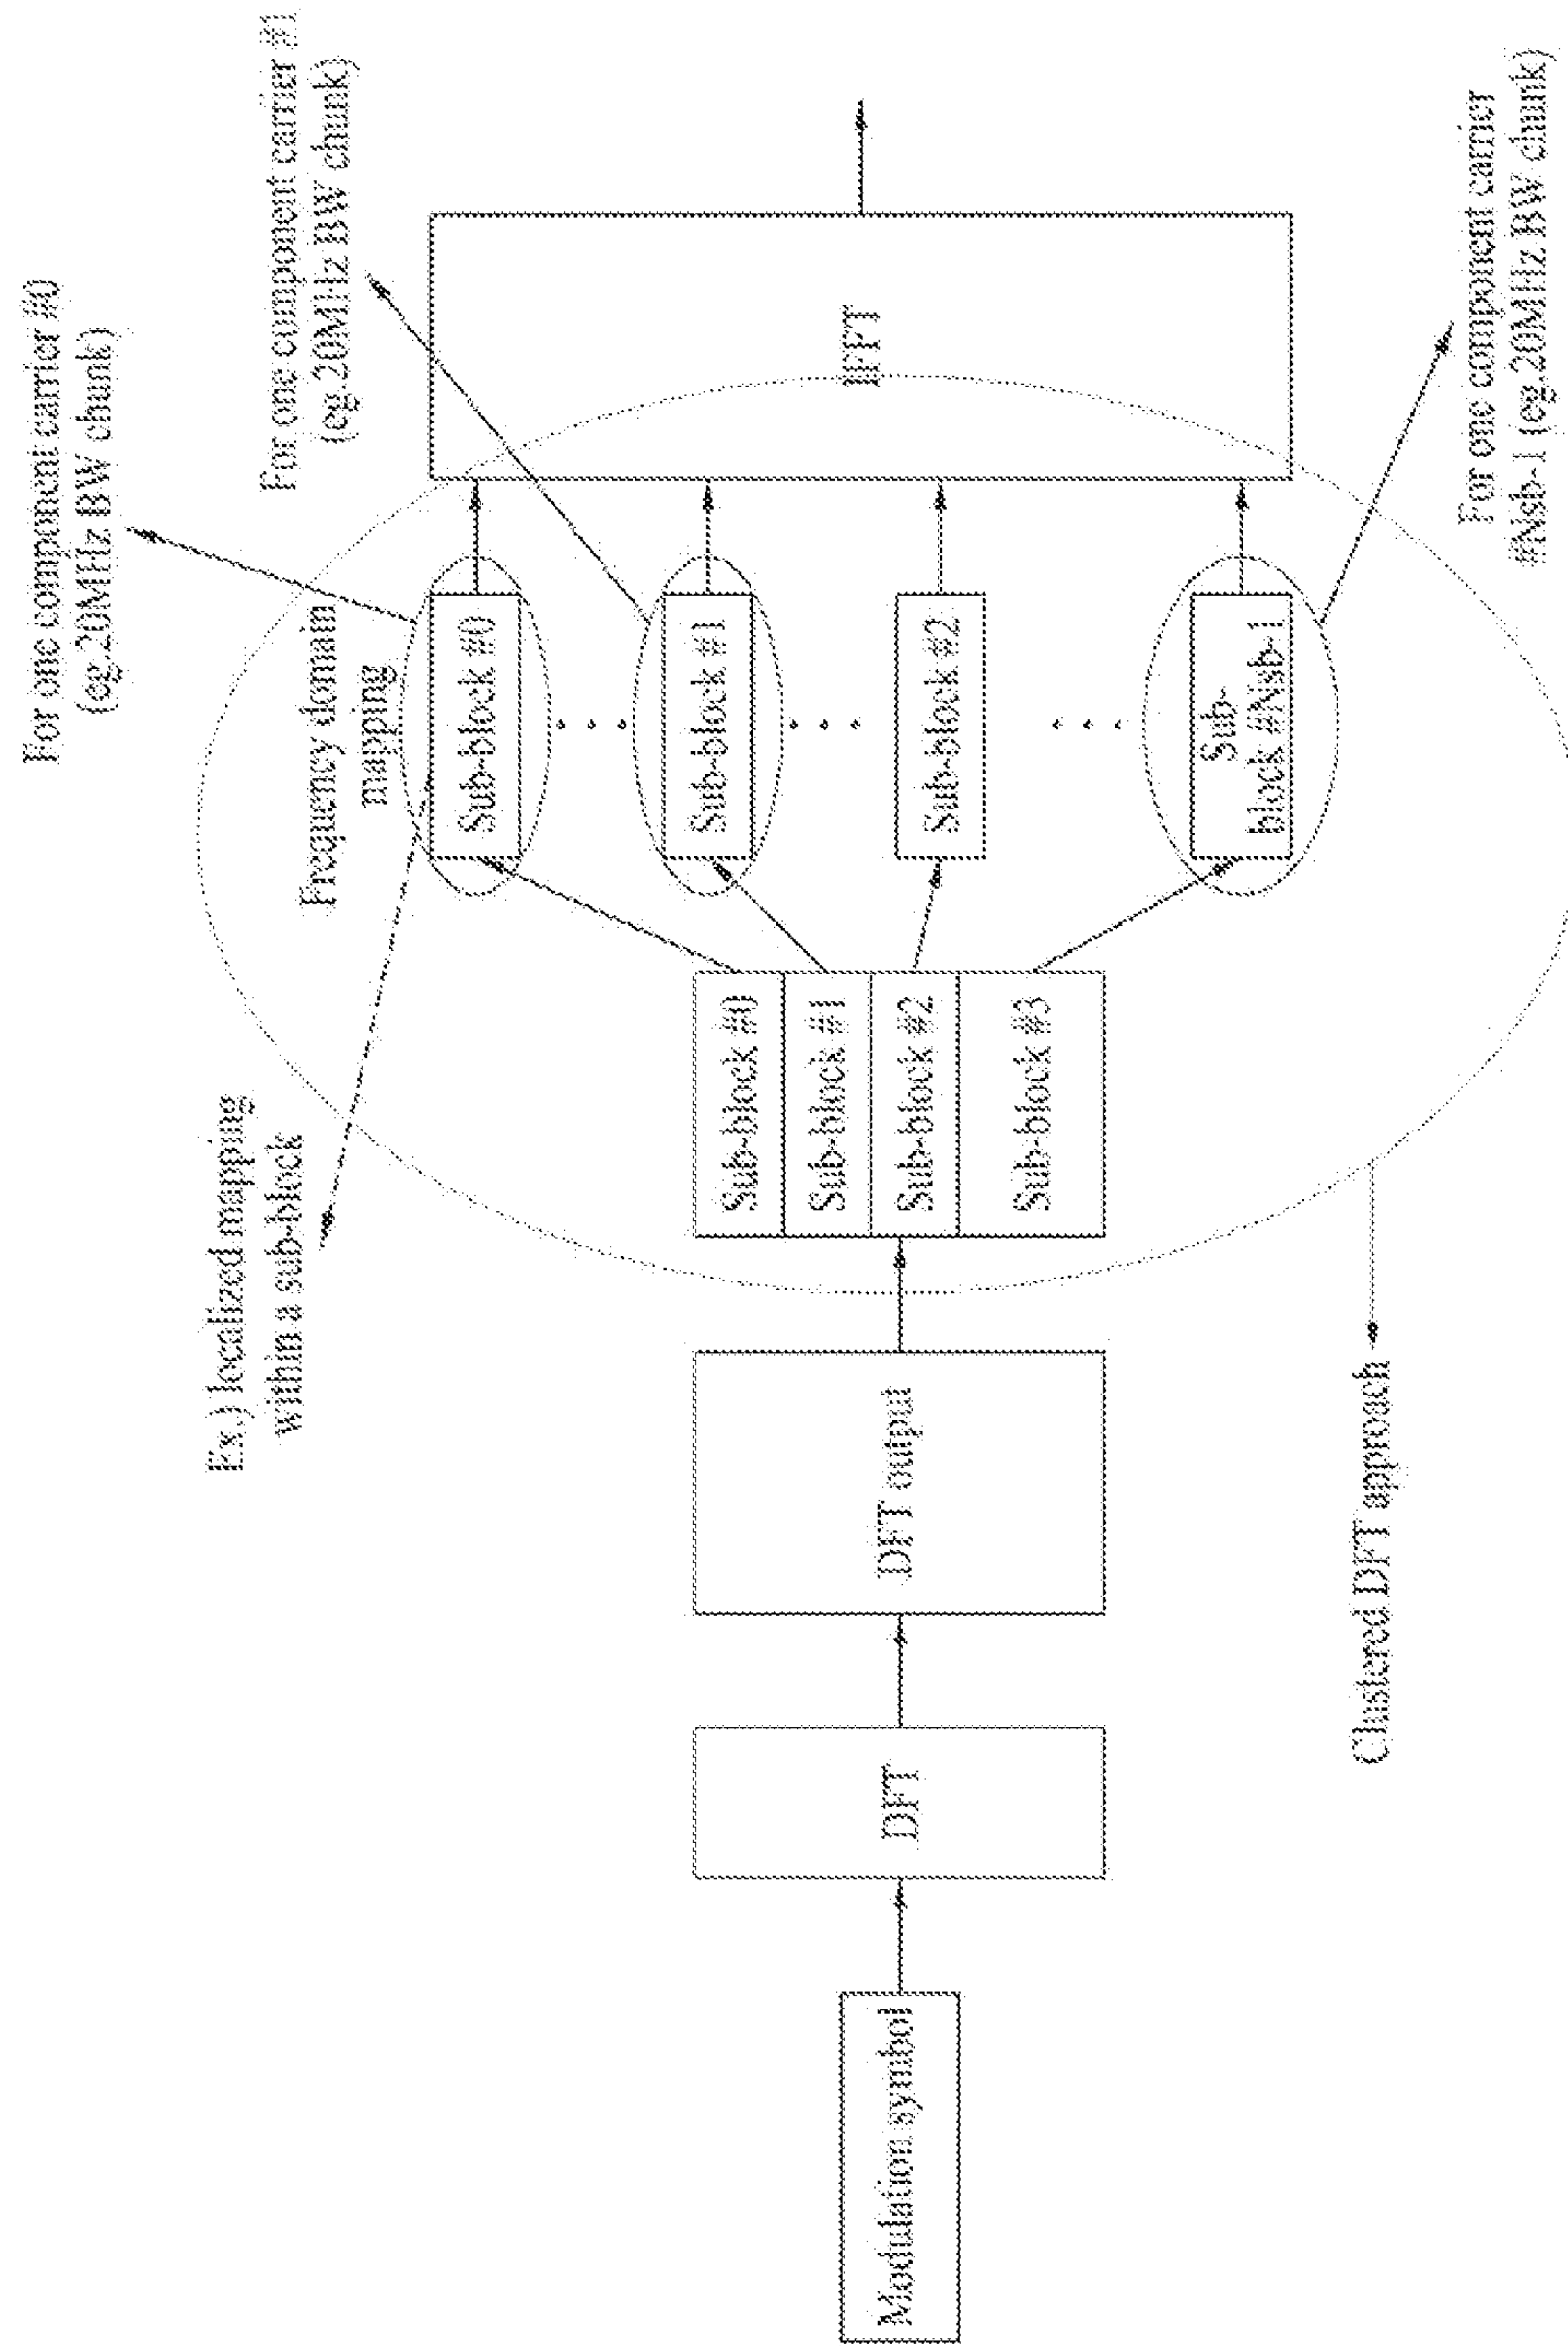 For one component carrier #0
(eg.20MHz BW chunk)
For one component carrier #1
(eg.20MHz BW chunk)
Ex.) localized mapping
within a sub-block
Frequency domain
mapping
Modulation symbol
DFT
DFT output
Sub-block #0
Sub-block #1
Sub-block #2
Sub-block #3
Sub-block #0
Sub-block #1
Sub-block #2
Sub-
block #Nsb-1
IFFT
Clustered DFT approach
For one component carrier
#Nsb-1 (eg.20MHz BW chunk)